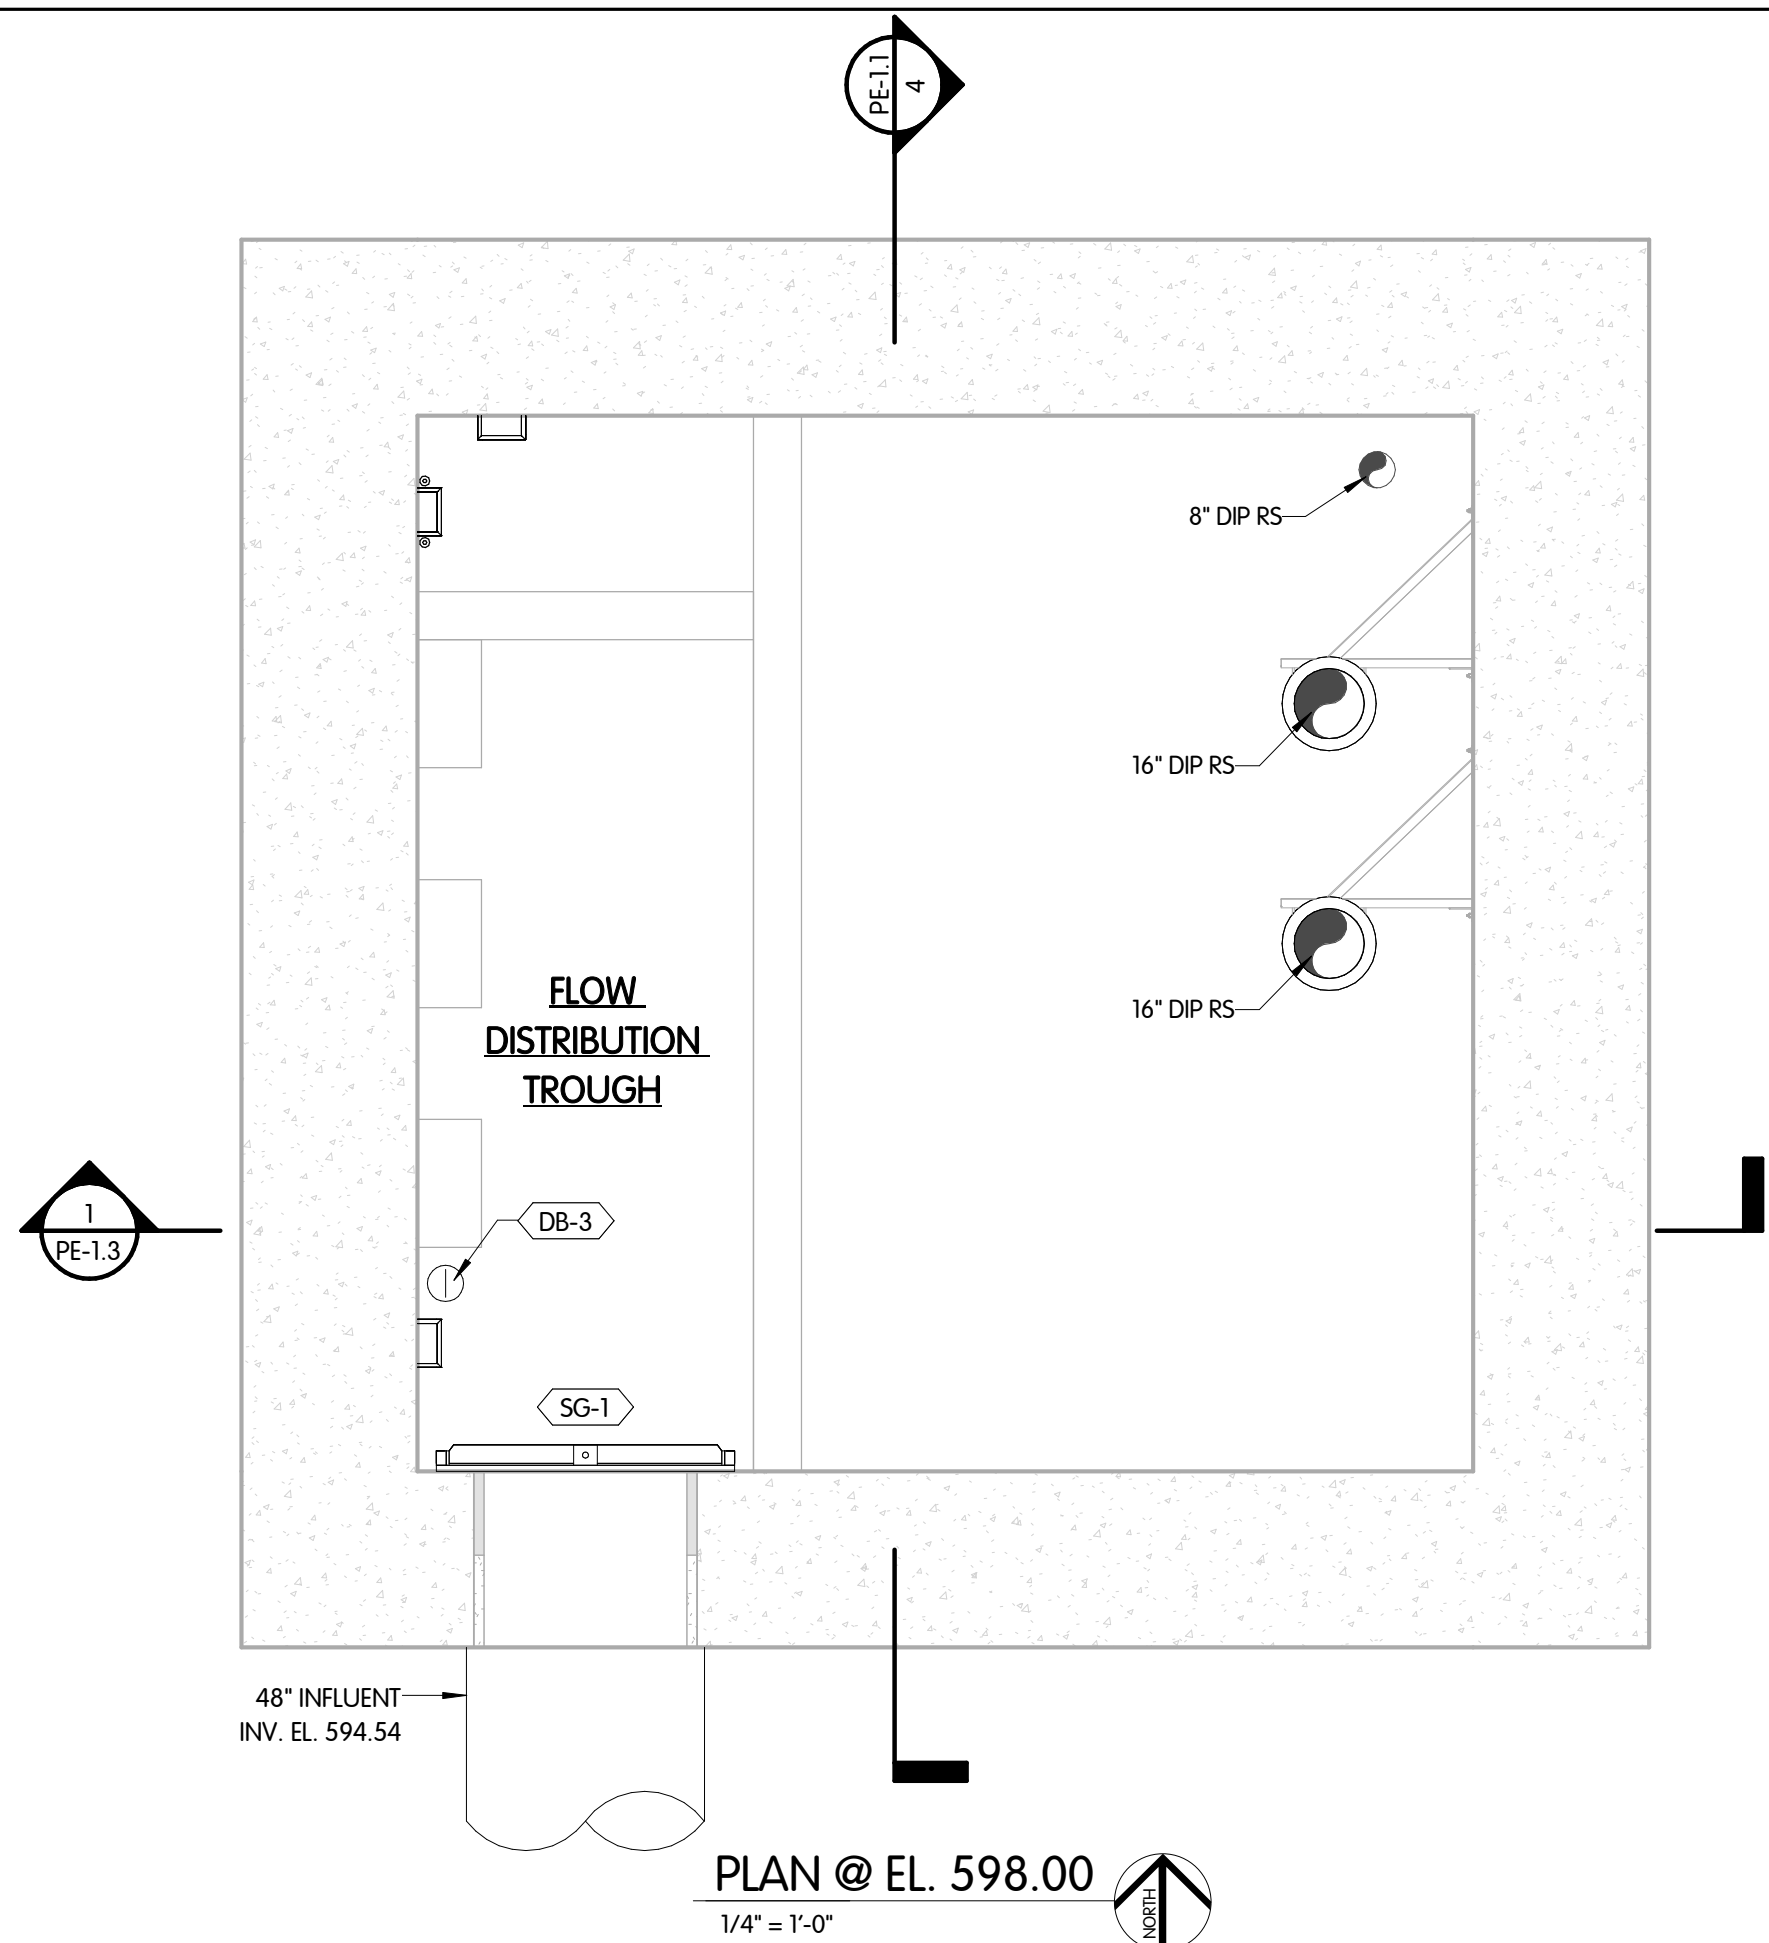 PE-1.1
4
8" DIP RS
16" DIP RS
16" DIP RS
FLOW
DISTRIBUTION
TROUGH
1
PE-1.3
DB-3
SG-1
48" INFLUENT
INV. EL. 594.54
PLAN @ EL. 598.00
1/4" = 1'-0"
NORTH